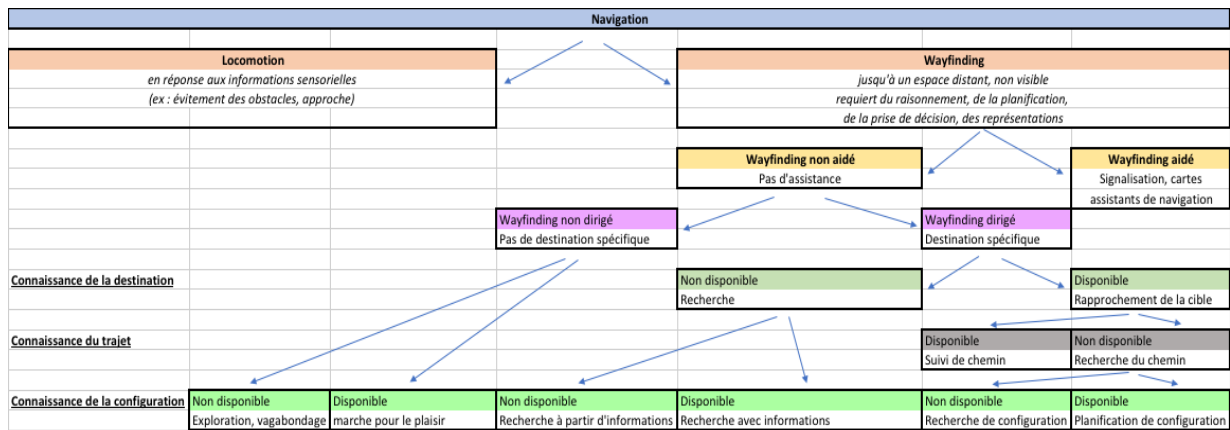 Navigation
Locomotion
en réponse aux informations sensorielles
(ex : évitement des obstacles, approche)
Wayfinding
jusqu'à un espace distant, non visible
requiert du raisonnement, de la planification,
de la prise de décision, des représentations
Wayfinding non aidé
Pas d'assistance
Wayfinding aidé
Signalisation, cartes
assistants de navigation
Wayfinding non dirigé
Pas de destination spécifique
Wayfinding dirigé
Destination spécifique
Connaissance de la destination
Non disponible
Recherche
Disponible
Rapprochement de la cible
Connaissance du trajet
Disponible
Suivi de chemin
Non disponible
Recherche du chemin
Connaissance de la configuration
Non disponible
Exploration, vagabondage
Disponible
marche pour le plaisir
Non disponible
Recherche à partir d'informations
Disponible
Recherche avec informations
Non disponible
Recherche de configuration
Disponible
Planification de configuration